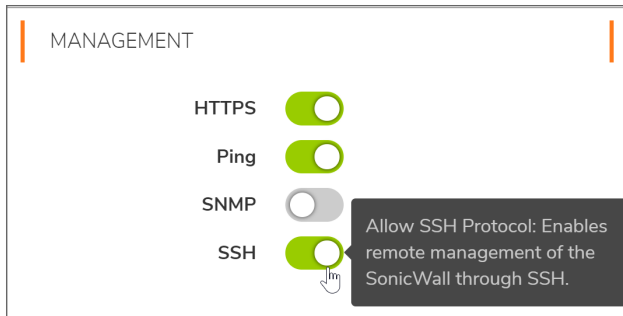 MANAGEMENT
HTTPS
Ping
SNMP
SSH
Allow SSH Protocol: Enables
remote management of the
SonicWall through SSH.